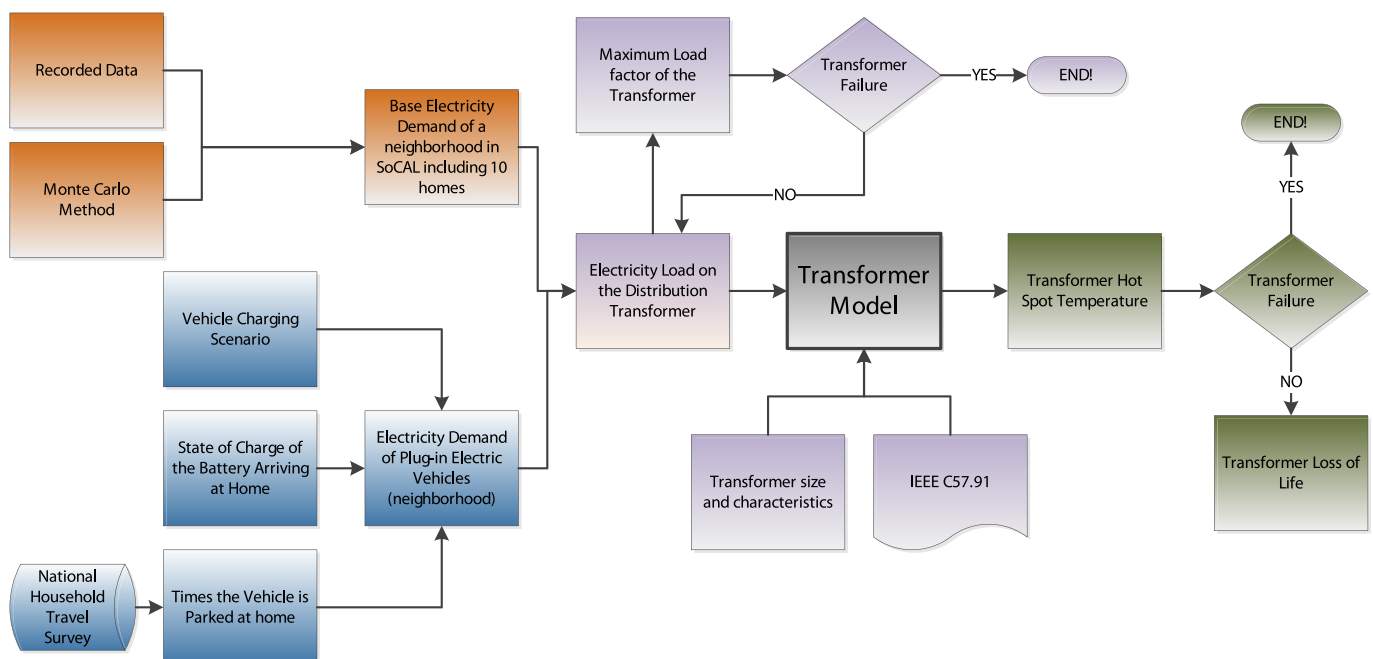 Recorded Data
Monte Carlo
Method
Base Electricity
Demand of a
neighborhood in
SoCAL including 10
homes
Maximum Load
factor of the
Transformer
Transformer
Failure
YES
END!
NO
Electricity Load on
the Distribution
Transformer
Transformer
Model
Transformer Hot
Spot Temperature
Transformer
Failure
YES
END!
NO
Transformer Loss of
Life
Vehicle Charging
Scenario
State of Charge of
the Battery Arriving
at Home
Electricity Demand
of Plug-in Electric
Vehicles
(neighborhood)
Transformer size
and characteristics
IEEE C57.91
National
Household
Travel
Survey
Times the Vehicle is
Parked at home